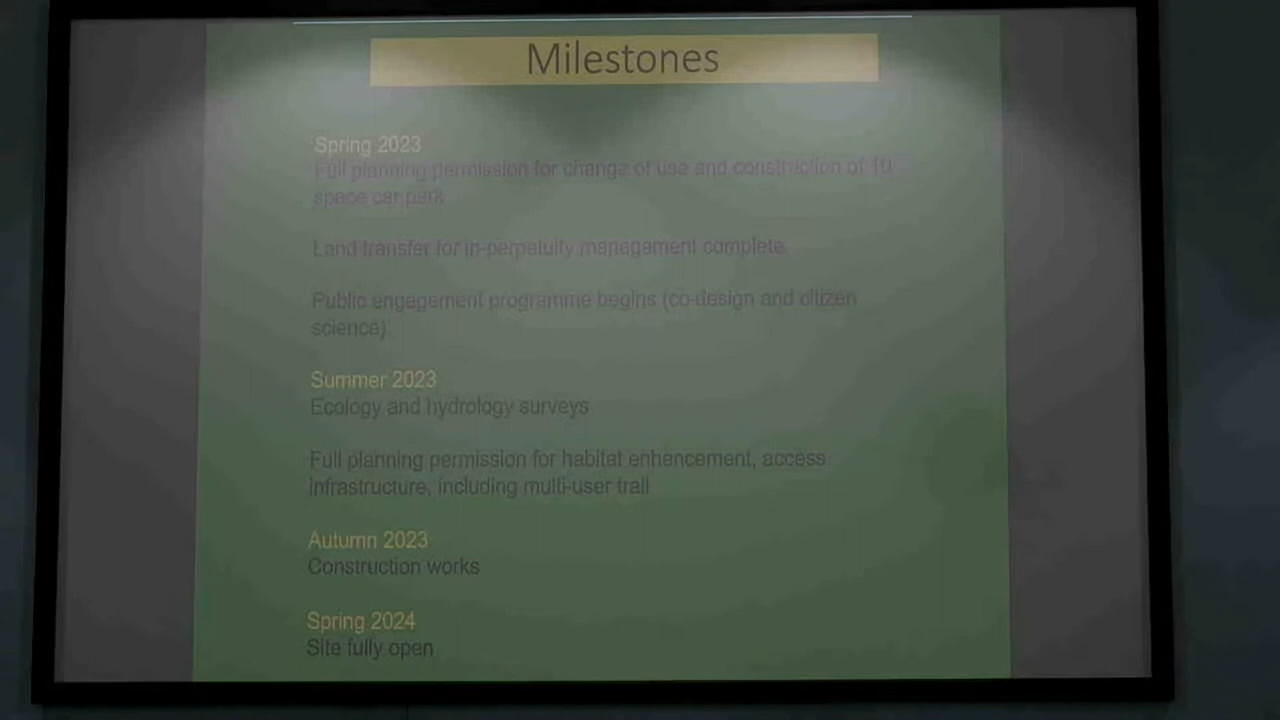 Milestones
Spring 2023
Full planning permission for change of use and construction of 10
space car park
Land transfer for in-perpetuity management complete
Public engagement programme begins (co-design and citizen
science)
Summer 2023
Ecology and hydrology surveys
Full planning permission for habitat enhancement, access
infrastructure, including multi-user trail
Autumn 2023
Construction works
Spring 2024
Site fully open